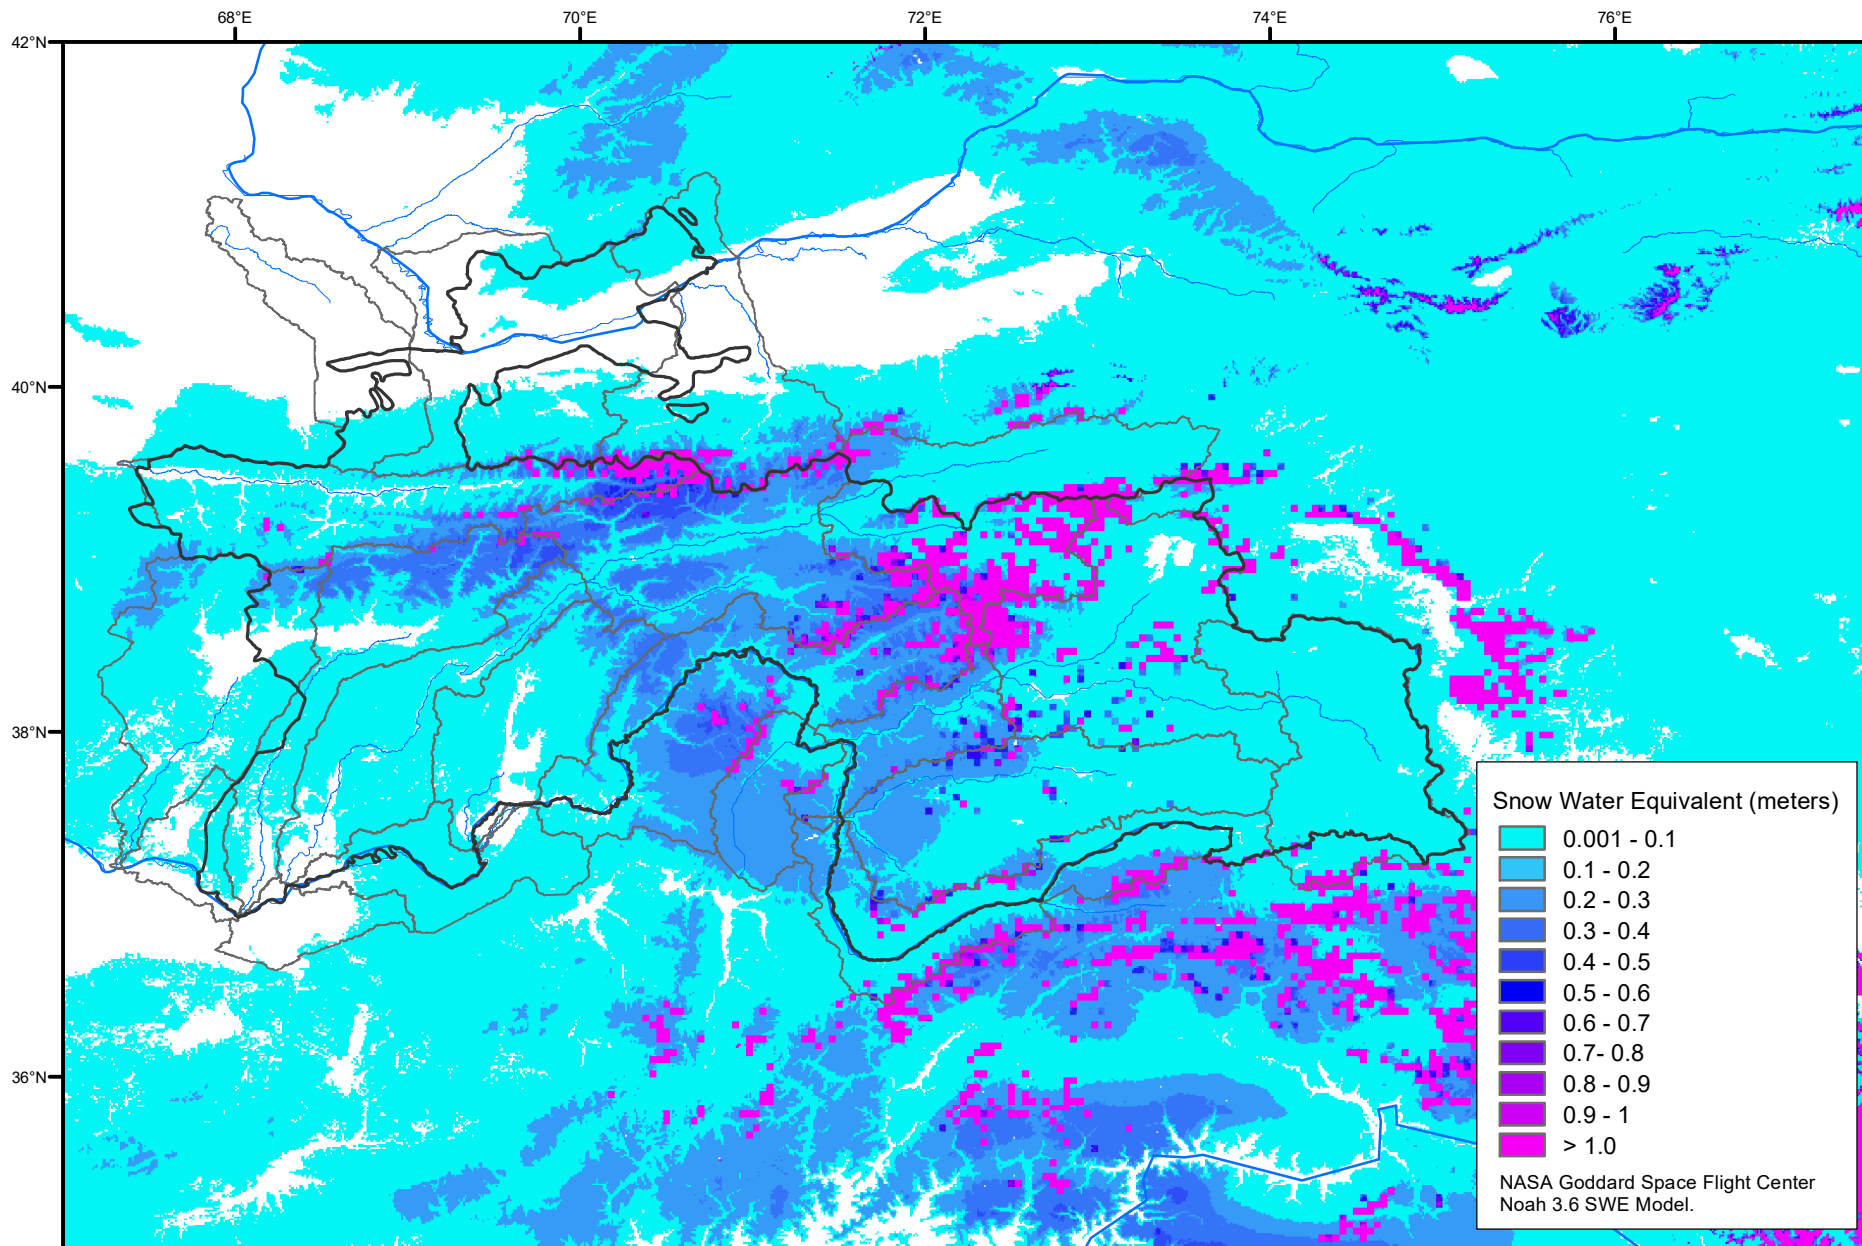 68°E 70°E 72°E 74°E 76°E
42°N
40°N
38°N
36°N
Snow Water Equivalent (meters)
0.001 - 0.1
0.1 - 0.2
0.2 - 0.3
0.3 - 0.4
0.4 - 0.5
0.5 - 0.6
0.6 - 0.7
0.7- 0.8
0.8 - 0.9
0.9 - 1
> 1.0
NASA Goddard Space Flight Center
Noah 3.6 SWE Model.